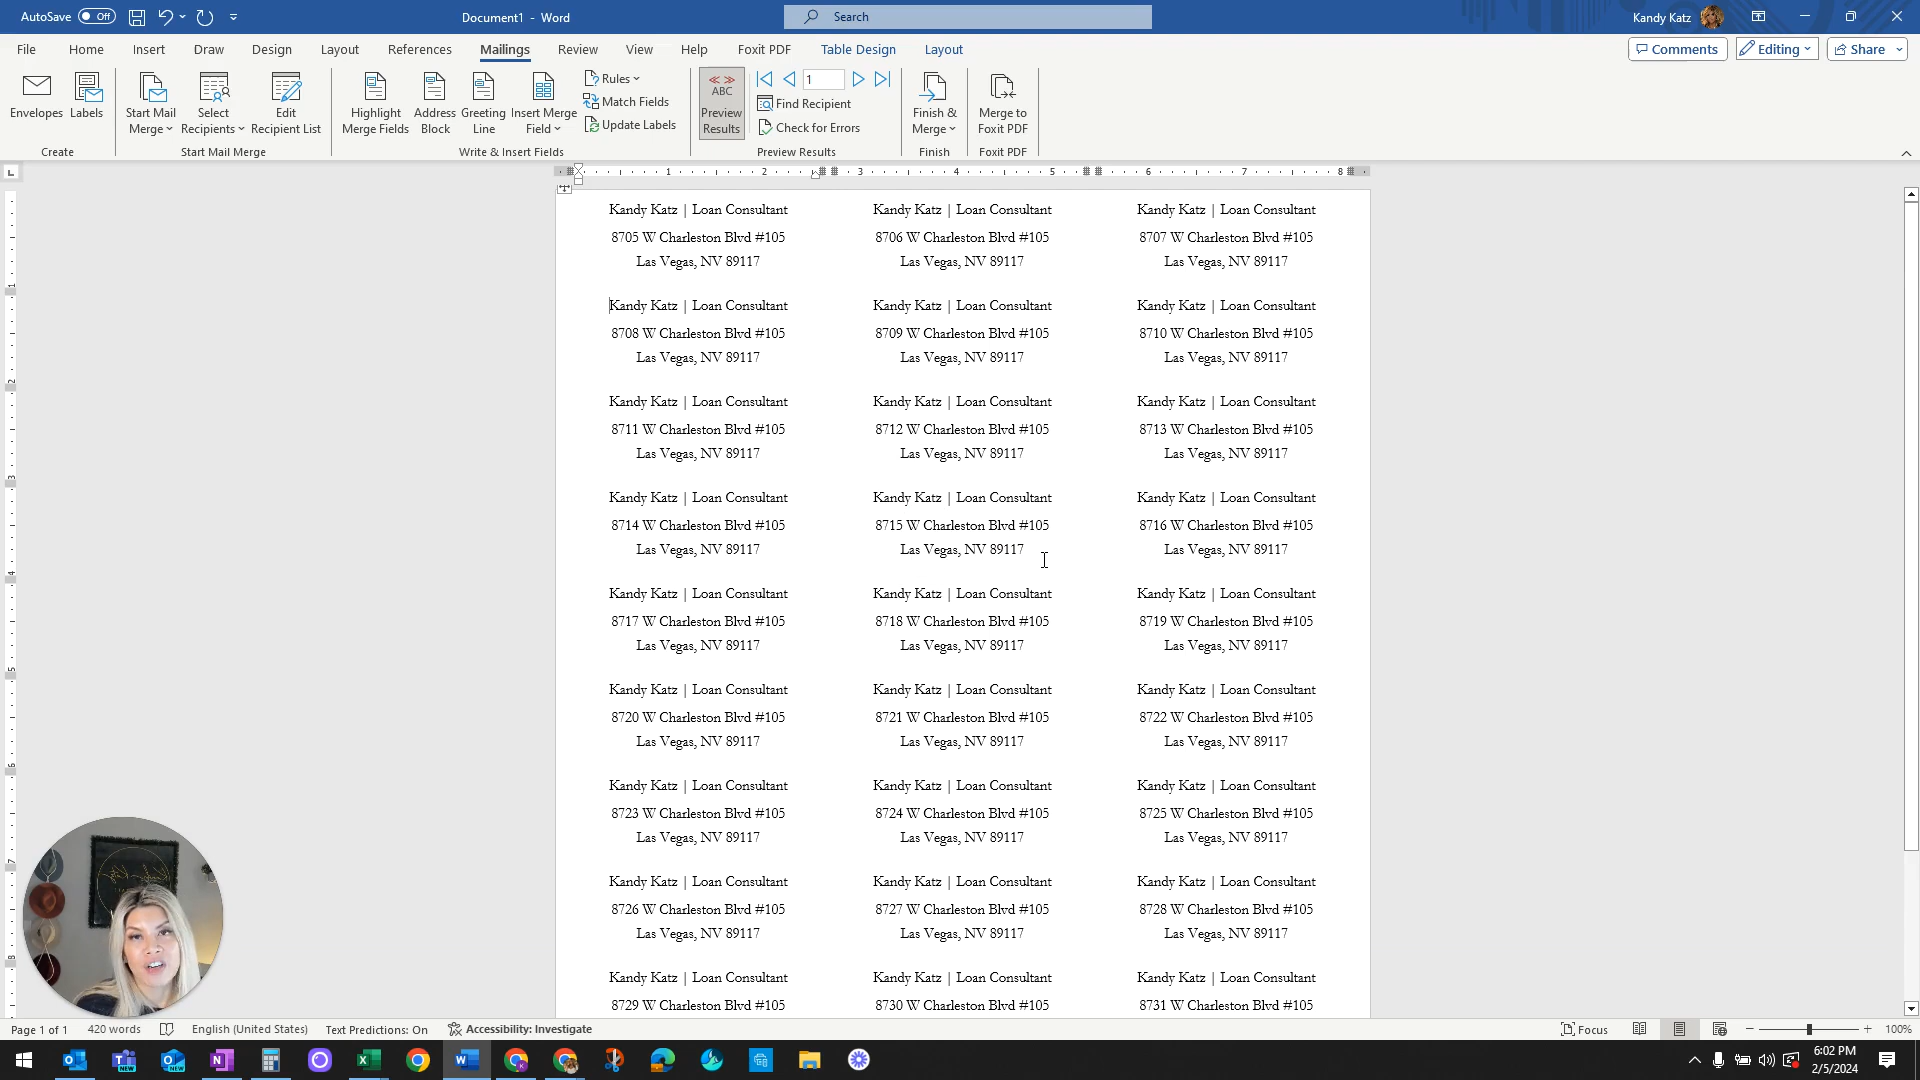 AutoSave Off Document1 - Word Search Kandy Katz
File Home Insert Draw Design Layout References Mailings Review View Help Foxit PDF Table Design Layout Comments Editing Share
Envelopes Labels Start Mail Merge Select Recipients Edit Recipient List Highlight Merge Fields Address Block Greeting Line Insert Merge Field Rules Match Fields Update Labels
<< >> ABC Preview Results 1 Find Recipient Check for Errors Finish & Merge Merge to Foxit PDF
Create Start Mail Merge Write & Insert Fields Preview Results Finish Foxit PDF
L 1 2 3 4 5 6 7 8
Kandy Katz | Loan Consultant Kandy Katz | Loan Consultant Kandy Katz | Loan Consultant
8705 W Charleston Blvd #105 8706 W Charleston Blvd #105 8707 W Charleston Blvd #105
Las Vegas, NV 89117 Las Vegas, NV 89117 Las Vegas, NV 89117
1
Kandy Katz | Loan Consultant Kandy Katz | Loan Consultant Kandy Katz | Loan Consultant
8708 W Charleston Blvd #105 8709 W Charleston Blvd #105 8710 W Charleston Blvd #105
Las Vegas, NV 89117 Las Vegas, NV 89117 Las Vegas, NV 89117
2
Kandy Katz | Loan Consultant Kandy Katz | Loan Consultant Kandy Katz | Loan Consultant
8711 W Charleston Blvd #105 8712 W Charleston Blvd #105 8713 W Charleston Blvd #105
Las Vegas, NV 89117 Las Vegas, NV 89117 Las Vegas, NV 89117
3
Kandy Katz | Loan Consultant Kandy Katz | Loan Consultant Kandy Katz | Loan Consultant
8714 W Charleston Blvd #105 8715 W Charleston Blvd #105 8716 W Charleston Blvd #105
Las Vegas, NV 89117 Las Vegas, NV 89117 Las Vegas, NV 89117
4
Kandy Katz | Loan Consultant Kandy Katz | Loan Consultant Kandy Katz | Loan Consultant
8717 W Charleston Blvd #105 8718 W Charleston Blvd #105 8719 W Charleston Blvd #105
Las Vegas, NV 89117 Las Vegas, NV 89117 Las Vegas, NV 89117
5
Kandy Katz | Loan Consultant Kandy Katz | Loan Consultant Kandy Katz | Loan Consultant
8720 W Charleston Blvd #105 8721 W Charleston Blvd #105 8722 W Charleston Blvd #105
Las Vegas, NV 89117 Las Vegas, NV 89117 Las Vegas, NV 89117
6
Kandy Katz | Loan Consultant Kandy Katz | Loan Consultant Kandy Katz | Loan Consultant
8723 W Charleston Blvd #105 8724 W Charleston Blvd #105 8725 W Charleston Blvd #105
Las Vegas, NV 89117 Las Vegas, NV 89117 Las Vegas, NV 89117
7
Kandy Katz | Loan Consultant Kandy Katz | Loan Consultant Kandy Katz | Loan Consultant
8726 W Charleston Blvd #105 8727 W Charleston Blvd #105 8728 W Charleston Blvd #105
Las Vegas, NV 89117 Las Vegas, NV 89117 Las Vegas, NV 89117
8
Kandy Katz | Loan Consultant Kandy Katz | Loan Consultant Kandy Katz | Loan Consultant
8729 W Charleston Blvd #105 8730 W Charleston Blvd #105 8731 W Charleston Blvd #105
Page 1 of 1 420 words English (United States) Text Predictions: On Accessibility: Investigate Focus 100%
6:02 PM
2/5/2024